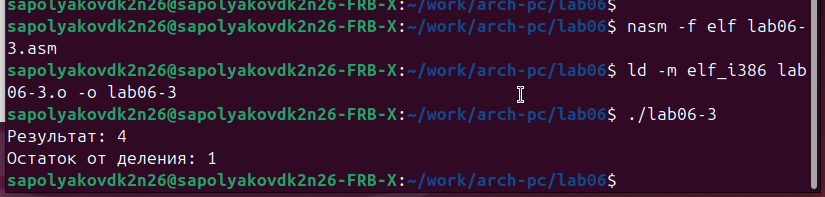 sapolyakovdk2n26@sapolyakovdk2n26-FRB-X:~/work/arch-pc/lab06$
sapolyakovdk2n26@sapolyakovdk2n26-FRB-X:~/work/arch-pc/lab06$ nasm -f elf lab06-
3.asm
sapolyakovdk2n26@sapolyakovdk2n26-FRB-X:~/work/arch-pc/lab06$ ld -m elf_i386 lab
06-3.o -o lab06-3
sapolyakovdk2n26@sapolyakovdk2n26-FRB-X:~/work/arch-pc/lab06$ ./lab06-3
Результат: 4
Остаток от деления: 1
sapolyakovdk2n26@sapolyakovdk2n26-FRB-X:~/work/arch-pc/lab06$